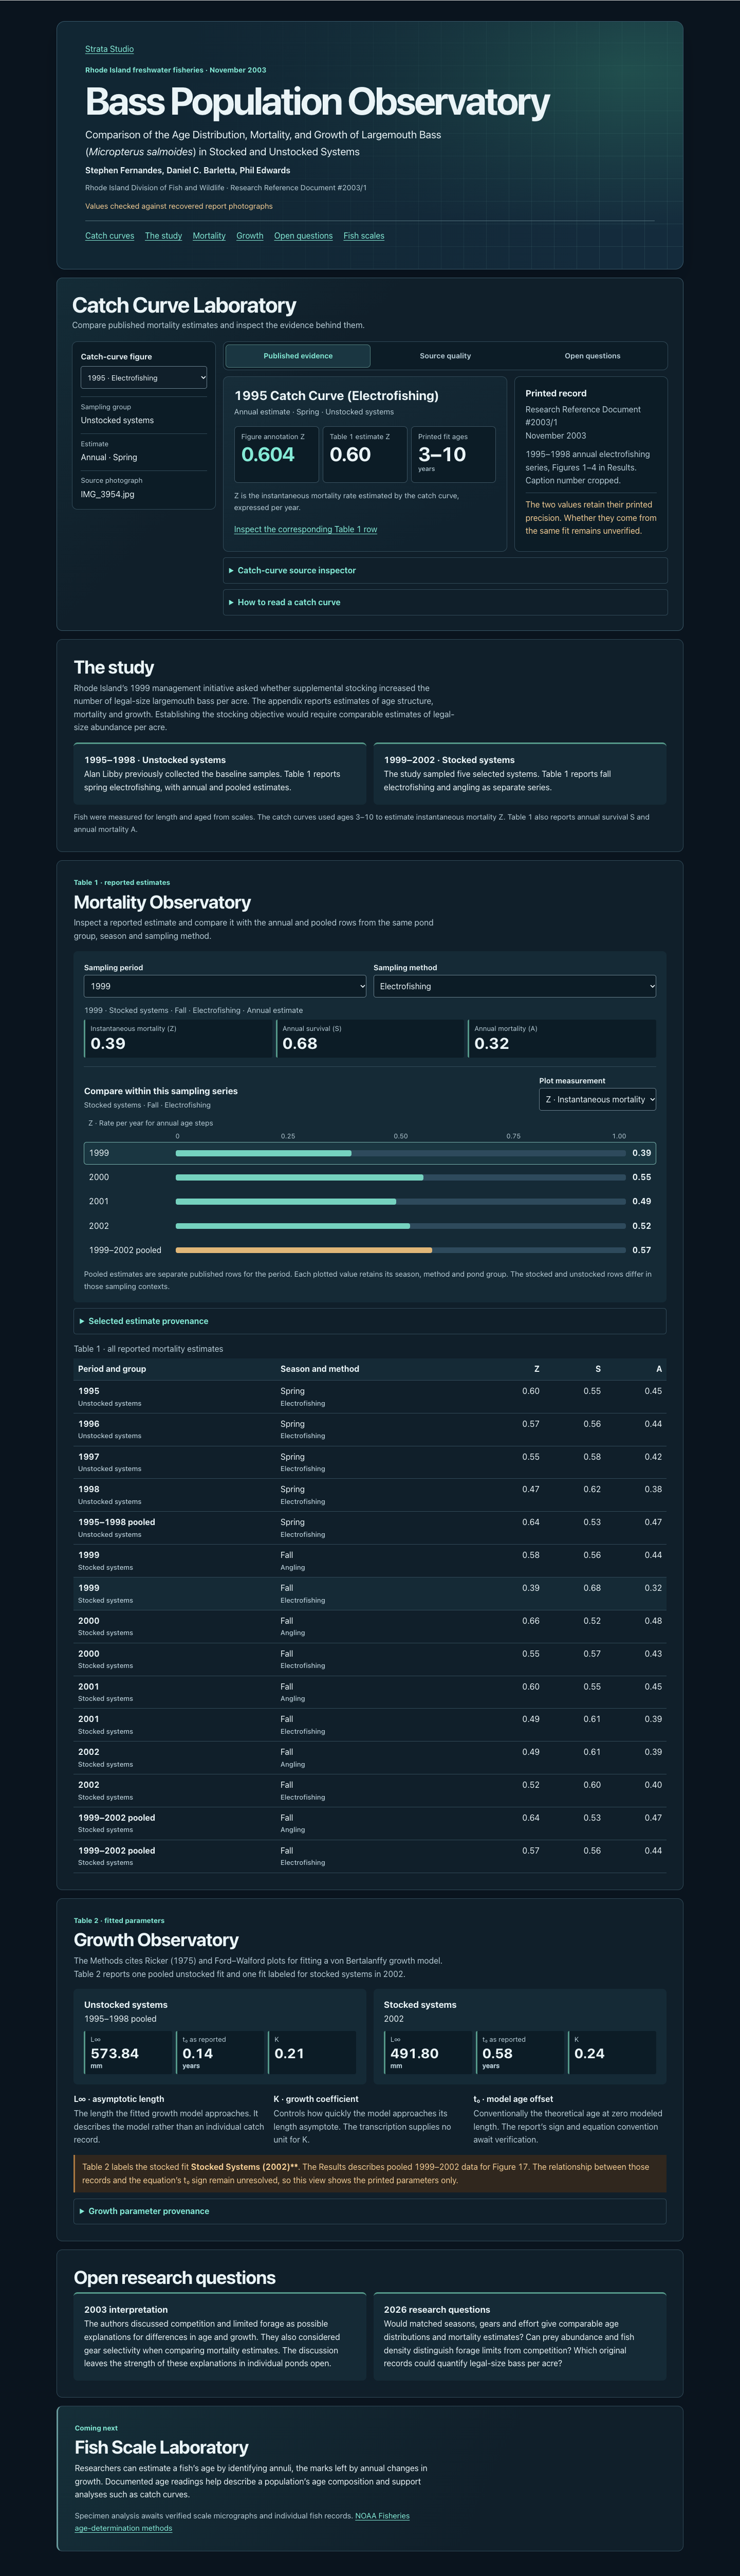 Strata Studio
Rhode Island freshwater fisheries · November 2003
Bass Population Observatory
Comparison of the Age Distribution, Mortality, and Growth of Largemouth Bass
(Micropterus salmoides) in Stocked and Unstocked Systems
Stephen Fernandes, Daniel C. Barletta, Phil Edwards
Rhode Island Division of Fish and Wildlife · Research Reference Document #2003/1
Values checked against recovered report photographs
Catch curves The study Mortality Growth Open questions Fish scales
Catch Curve Laboratory
Compare published mortality estimates and inspect the evidence behind them.
Catch-curve figure
1995 · Electrofishing
Sampling group
Unstocked systems
Estimate
Annual · Spring
Source photograph
IMG_3954.jpg
Published evidence Source quality Open questions
1995 Catch Curve (Electrofishing)
Annual estimate · Spring · Unstocked systems
Figure annotation Z
0.604
Table 1 estimate Z
0.60
Printed fit ages
3–10
years
Z is the instantaneous mortality rate estimated by the catch curve,
expressed per year.
Inspect the corresponding Table 1 row
Printed record
Research Reference Document
#2003/1
November 2003
1995–1998 annual electrofishing
series, Figures 1–4 in Results.
Caption number cropped.
The two values retain their printed
precision. Whether they come from
the same fit remains unverified.
▶ Catch-curve source inspector
▶ How to read a catch curve
The study
Rhode Island's 1999 management initiative asked whether supplemental stocking increased the
number of legal-size largemouth bass per acre. The appendix reports estimates of age structure,
mortality and growth. Establishing the stocking objective would require comparable estimates of legal-
size abundance per acre.
1995–1998 · Unstocked systems
Alan Libby previously collected the baseline samples. Table 1 reports
spring electrofishing, with annual and pooled estimates.
1999–2002 · Stocked systems
The study sampled five selected systems. Table 1 reports fall
electrofishing and angling as separate series.
Fish were measured for length and aged from scales. The catch curves used ages 3–10 to estimate instantaneous mortality Z. Table 1 also reports annual survival S and
annual mortality A.
Table 1 · reported estimates
Mortality Observatory
Inspect a reported estimate and compare it with the annual and pooled rows from the same pond
group, season and sampling method.
Sampling period
1999
Sampling method
Electrofishing
1999 · Stocked systems · Fall · Electrofishing · Annual estimate
Instantaneous mortality (Z)
0.39
Annual survival (S)
0.68
Annual mortality (A)
0.32
Compare within this sampling series
Stocked systems · Fall · Electrofishing
Plot measurement
Z · Instantaneous mortality
Z · Rate per year for annual age steps
0 0.25 0.50 0.75 1.00
1999 0.39
2000 0.55
2001 0.49
2002 0.52
1999–2002 pooled 0.57
Pooled estimates are separate published rows for the period. Each plotted value retains its season, method and pond group. The stocked and unstocked rows differ in
those sampling contexts.
▶ Selected estimate provenance
Table 1 · all reported mortality estimates
Period and group Season and method Z S A
1995 Spring 0.60 0.55 0.45
Unstocked systems Electrofishing
1996 Spring 0.57 0.56 0.44
Unstocked systems Electrofishing
1997 Spring 0.55 0.58 0.42
Unstocked systems Electrofishing
1998 Spring 0.47 0.62 0.38
Unstocked systems Electrofishing
1995–1998 pooled Spring 0.64 0.53 0.47
Unstocked systems Electrofishing
1999 Fall 0.58 0.56 0.44
Stocked systems Angling
1999 Fall 0.39 0.68 0.32
Stocked systems Electrofishing
2000 Fall 0.66 0.52 0.48
Stocked systems Angling
2000 Fall 0.55 0.57 0.43
Stocked systems Electrofishing
2001 Fall 0.60 0.55 0.45
Stocked systems Angling
2001 Fall 0.49 0.61 0.39
Stocked systems Electrofishing
2002 Fall 0.49 0.61 0.39
Stocked systems Angling
2002 Fall 0.52 0.60 0.40
Stocked systems Electrofishing
1999–2002 pooled Fall 0.64 0.53 0.47
Stocked systems Angling
1999–2002 pooled Fall 0.57 0.56 0.44
Stocked systems Electrofishing
Table 2 · fitted parameters
Growth Observatory
The Methods cites Ricker (1975) and Ford–Walford plots for fitting a von Bertalanffy growth model.
Table 2 reports one pooled unstocked fit and one fit labeled for stocked systems in 2002.
Unstocked systems
1995–1998 pooled
L∞
573.84
mm
t₀ as reported
0.14
years
K
0.21
Stocked systems
2002
L∞
491.80
mm
t₀ as reported
0.58
years
K
0.24
L∞ · asymptotic length
The length the fitted growth model approaches. It
describes the model rather than an individual catch
record.
K · growth coefficient
Controls how quickly the model approaches its
length asymptote. The transcription supplies no
unit for K.
t₀ · model age offset
Conventionally the theoretical age at zero modeled
length. The report's sign and equation convention
await verification.
Table 2 labels the stocked fit Stocked Systems (2002)**. The Results describes pooled 1999–2002 data for Figure 17. The relationship between those
records and the equation's t₀ sign remain unresolved, so this view shows the printed parameters only.
▶ Growth parameter provenance
Open research questions
2003 interpretation
The authors discussed competition and limited forage as possible
explanations for differences in age and growth. They also considered
gear selectivity when comparing mortality estimates. The discussion
leaves the strength of these explanations in individual ponds open.
2026 research questions
Would matched seasons, gears and effort give comparable age
distributions and mortality estimates? Can prey abundance and fish
density distinguish forage limits from competition? Which original
records could quantify legal-size bass per acre?
Coming next
Fish Scale Laboratory
Researchers can estimate a fish's age by identifying annuli, the marks left by annual changes in
growth. Documented age readings help describe a population's age composition and support
analyses such as catch curves.
Specimen analysis awaits verified scale micrographs and individual fish records. NOAA Fisheries
age-determination methods